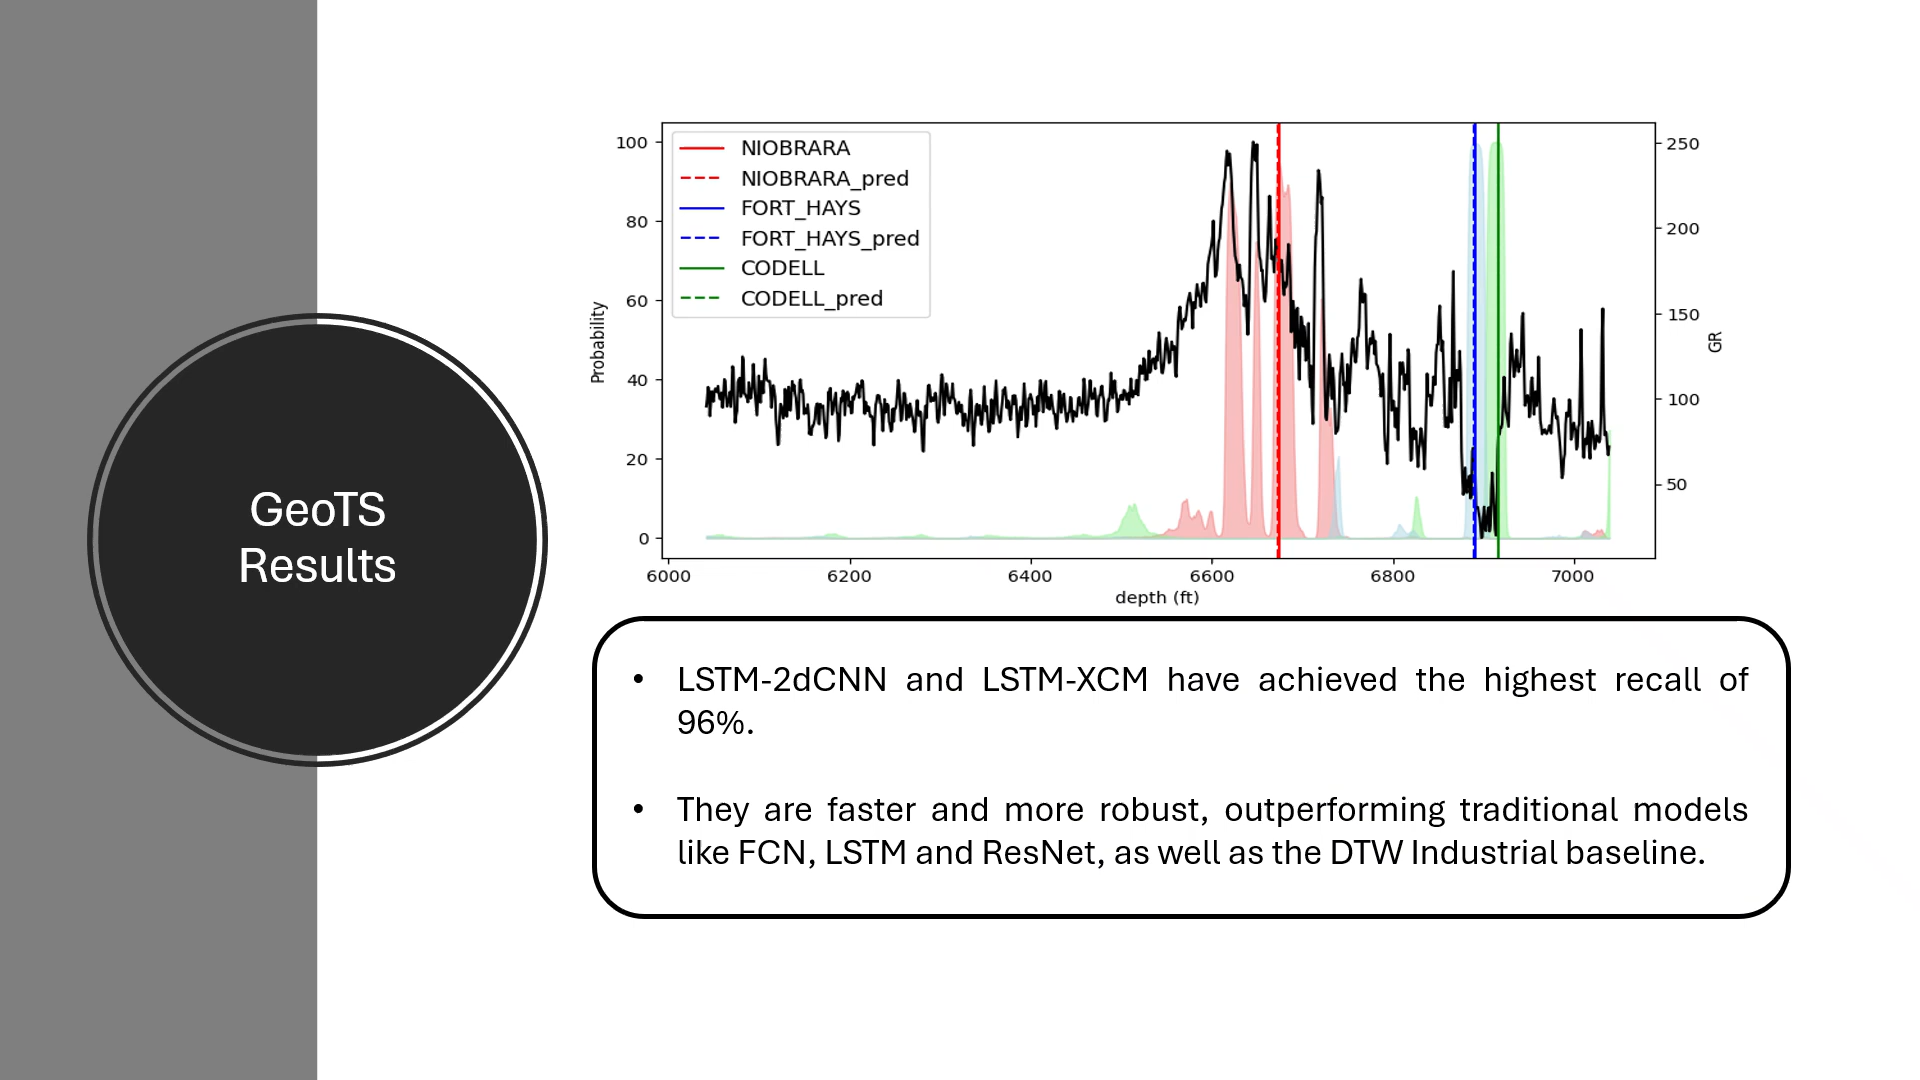 GeoTS
Results
NIOBRARA
NIOBRARA_pred
FORT_HAYS
FORT_HAYS_pred
CODELL
CODELL_pred
100
80
60
40
20
0
Probability
250
200
150
100
50
GR
6000 6200 6400 6600 6800 7000
depth (ft)
• LSTM-2dCNN and LSTM-XCM have achieved the highest recall of
96%.
• They are faster and more robust, outperforming traditional models
like FCN, LSTM and ResNet, as well as the DTW Industrial baseline.